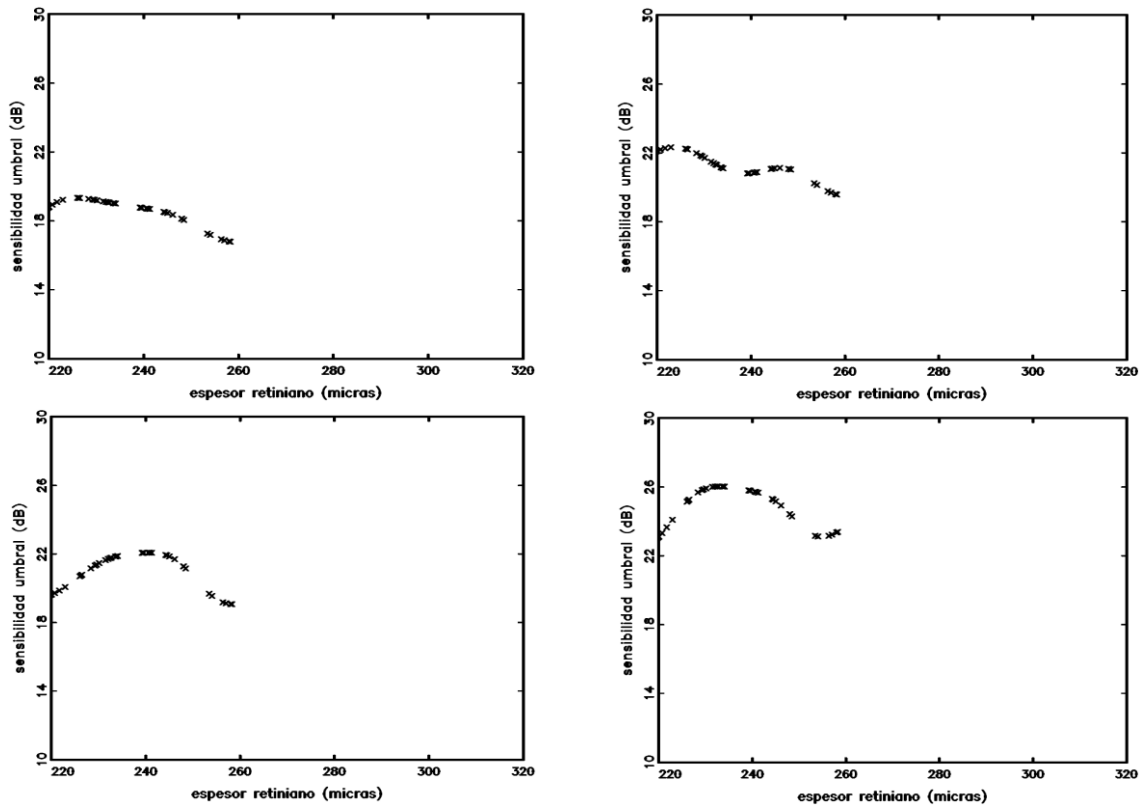 30
26
22
18
14
10
sensibilidad umbral (dB)
220 240 260 280 300 320
espesor retiniano (micras)
30
26
22
18
14
10
sensibilidad umbral (dB)
220 240 260 280 300 320
espesor retiniano (micras)
30
26
22
18
14
10
sensibilidad umbral (dB)
220 240 260 280 300 320
espesor retiniano (micras)
30
26
22
18
14
10
sensibilidad umbral (dB)
220 240 260 280 300 320
espesor retiniano (micras)